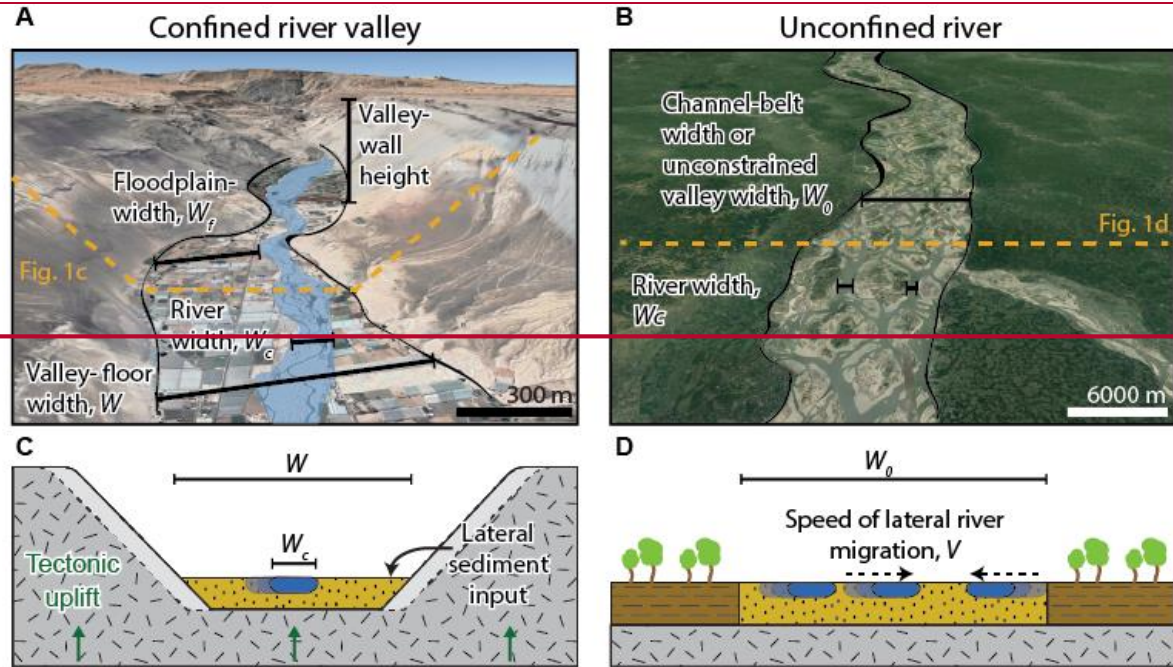 A
Confined river valley
Valley-
wall
height
Floodplain-
width, Wf
Fig. 1c
River
width, Wc
Valley-floor
width, W
300 m
B
Unconfined river
Channel-belt
width or
unconstrained
valley width, W0
Fig. 1d
River width,
Wc
6000 m
C
W
Wc
Lateral
sediment
input
Tectonic
uplift
D
W0
Speed of lateral river
migration, V